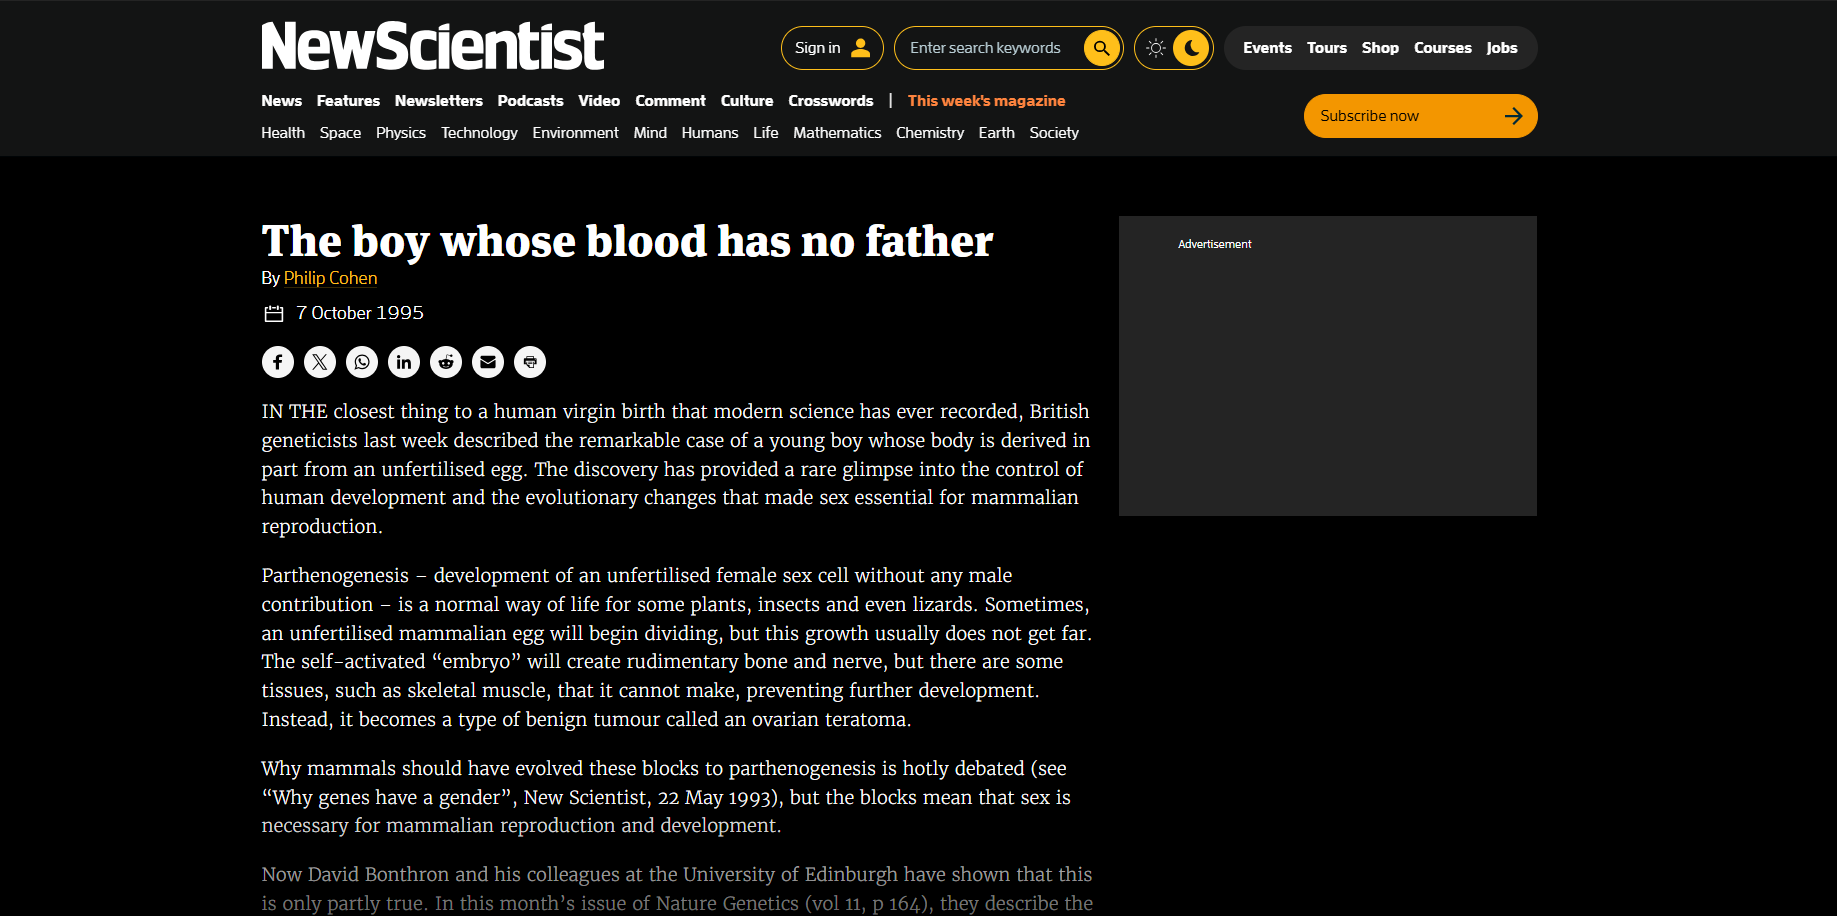 NewScientist
Sign in
Enter search keywords
Events Tours Shop Courses Jobs
News Features Newsletters Podcasts Video Comment Culture Crosswords | This week's magazine
Health Space Physics Technology Environment Mind Humans Life Mathematics Chemistry Earth Society
Subscribe now
The boy whose blood has no father
By Philip Cohen
7 October 1995
IN THE closest thing to a human virgin birth that modern science has ever recorded, British
geneticists last week described the remarkable case of a young boy whose body is derived in
part from an unfertilised egg. The discovery has provided a rare glimpse into the control of
human development and the evolutionary changes that made sex essential for mammalian
reproduction.
Parthenogenesis – development of an unfertilised female sex cell without any male
contribution – is a normal way of life for some plants, insects and even lizards. Sometimes,
an unfertilised mammalian egg will begin dividing, but this growth usually does not get far.
The self-activated “embryo” will create rudimentary bone and nerve, but there are some
tissues, such as skeletal muscle, that it cannot make, preventing further development.
Instead, it becomes a type of benign tumour called an ovarian teratoma.
Why mammals should have evolved these blocks to parthenogenesis is hotly debated (see
“Why genes have a gender”, New Scientist, 22 May 1993), but the blocks mean that sex is
necessary for mammalian reproduction and development.
Now David Bonthron and his colleagues at the University of Edinburgh have shown that this
is only partly true. In this month’s issue of Nature Genetics (vol 11, p 164), they describe the
Advertisement